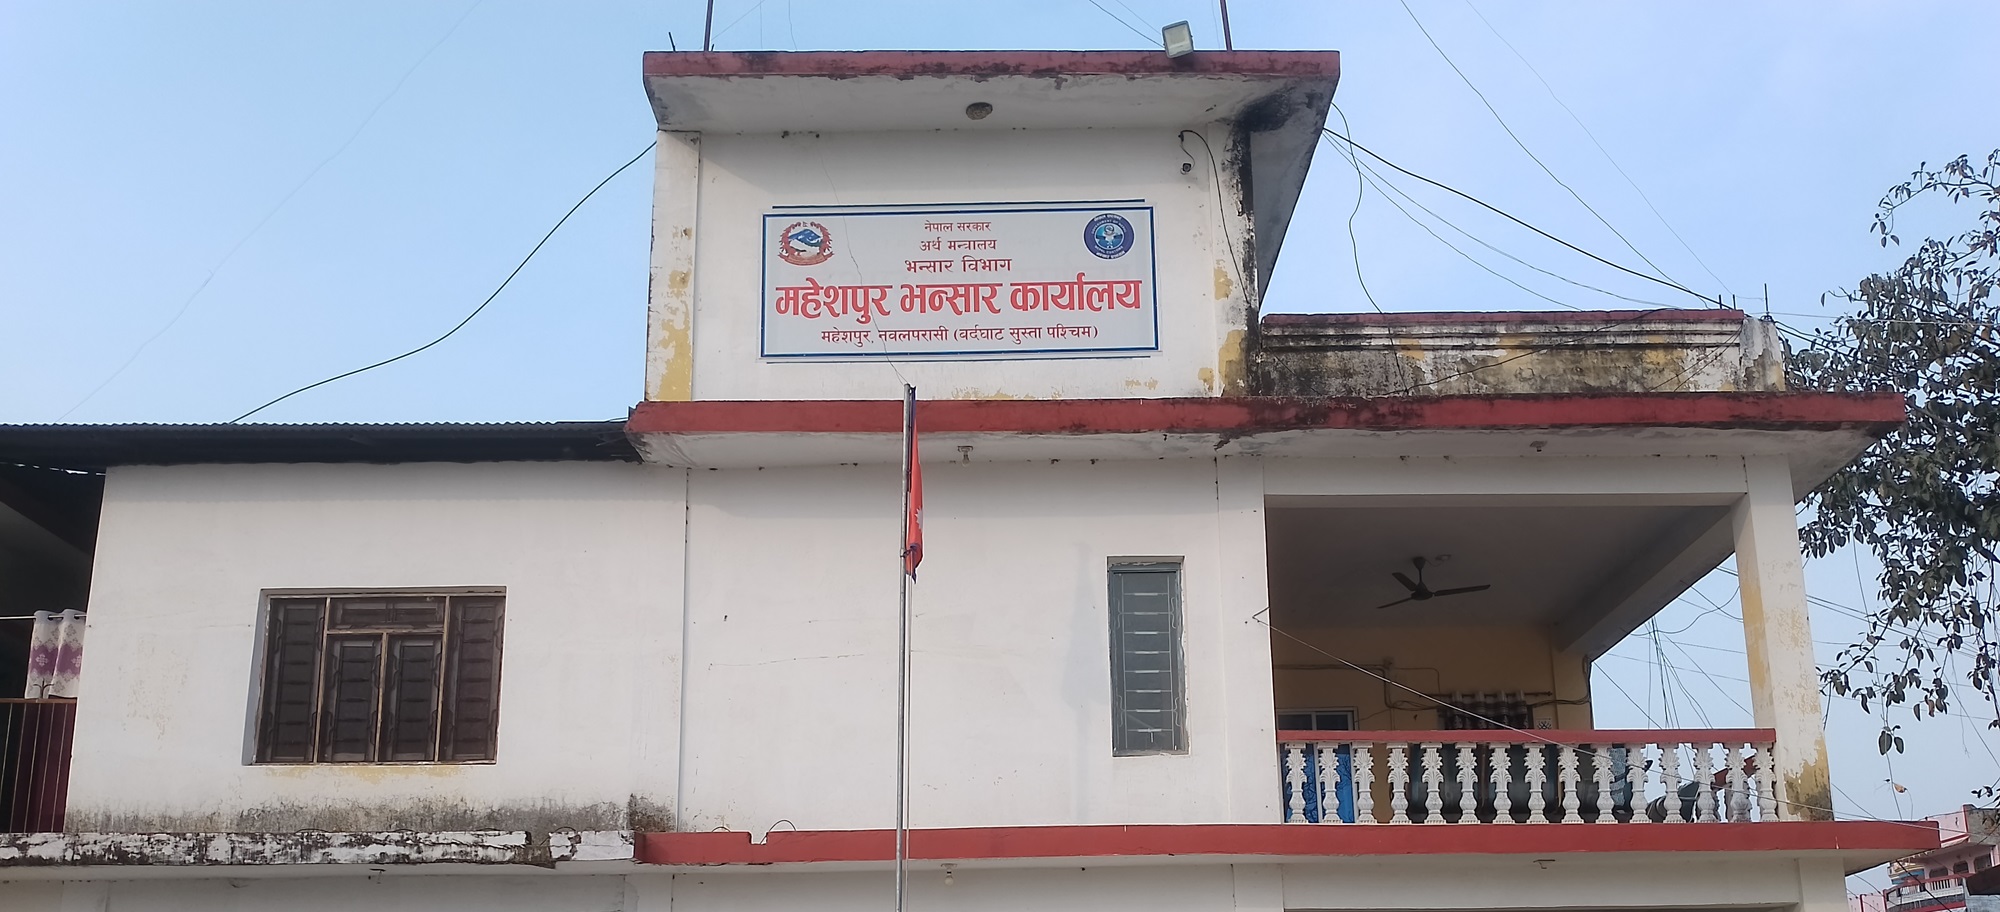 नेपाल सरकार
अर्थ मन्त्रालय
भन्सार विभाग
महेशपुर भन्सार कार्यालय
महेशपुर, नवलपरासी (वर्दघाट सुस्ता पश्चिम)